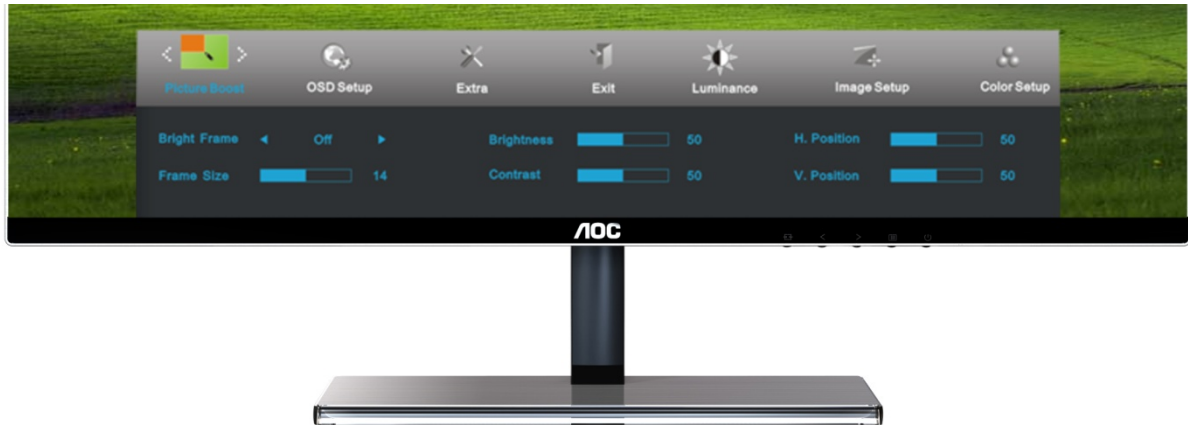 Picture Boost OSD Setup Extra Exit Luminance Image Setup Color Setup
Bright Frame Off Brightness 50 H. Position 50
Frame Size 14 Contrast 50 V. Position 50
AOC